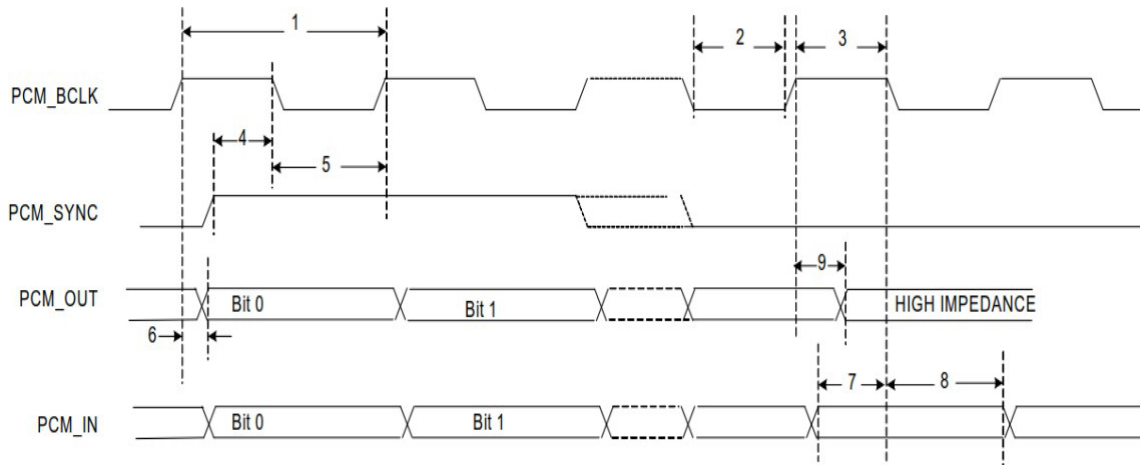 1
2
3
PCM_BCLK
4
5
PCM_SYNC
9
PCM_OUT
Bit 0
Bit 1
HIGH IMPEDANCE
6
7
8
PCM_IN
Bit 0
Bit 1